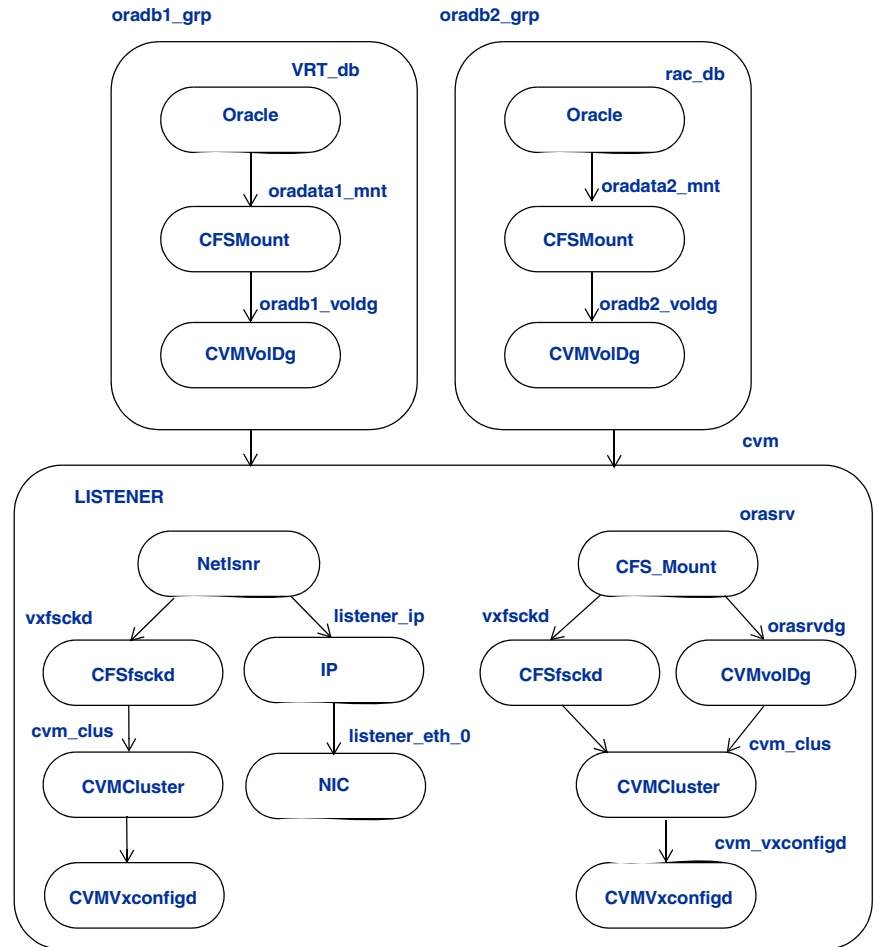 oradb1_grp
oradb2_grp
VRT_db
rac_db
Oracle
Oracle
oradata1_mnt
oradata2_mnt
CFSMount
CFSMount
oradb1_voldg
oradb2_voldg
CVMVolDg
CVMVolDg
cvm
LISTENER
orasrv
Netlsnr
CFS_Mount
vxfsckd
listener_ip
vxfsckd
orasrvdg
CFSfsckd
IP
CFSfsckd
CVMvolDg
cvm_clus
listener_eth_0
cvm_clus
CVMCluster
NIC
CVMCluster
cvm_vxconfigd
CVMVxconfigd
CVMVxconfigd